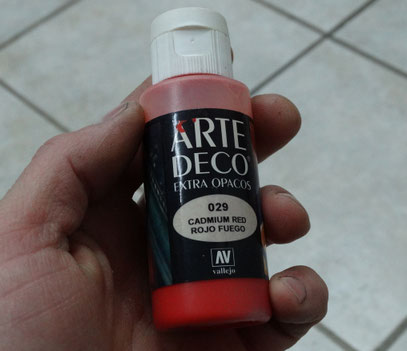 ARTE
DECO®
EXTRA OPACOS
029
CADMIUM RED
ROJO FUEGO
AV
vallejo